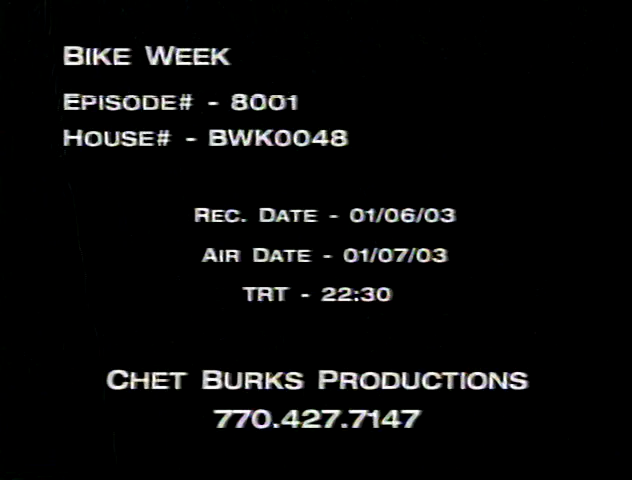 Bike Week
Episode# - 8001
House# - BWK0048
Rec. Date - 01/06/03
Air Date - 01/07/03
TRT - 22:30
Chet Burks Productions
770.427.7147